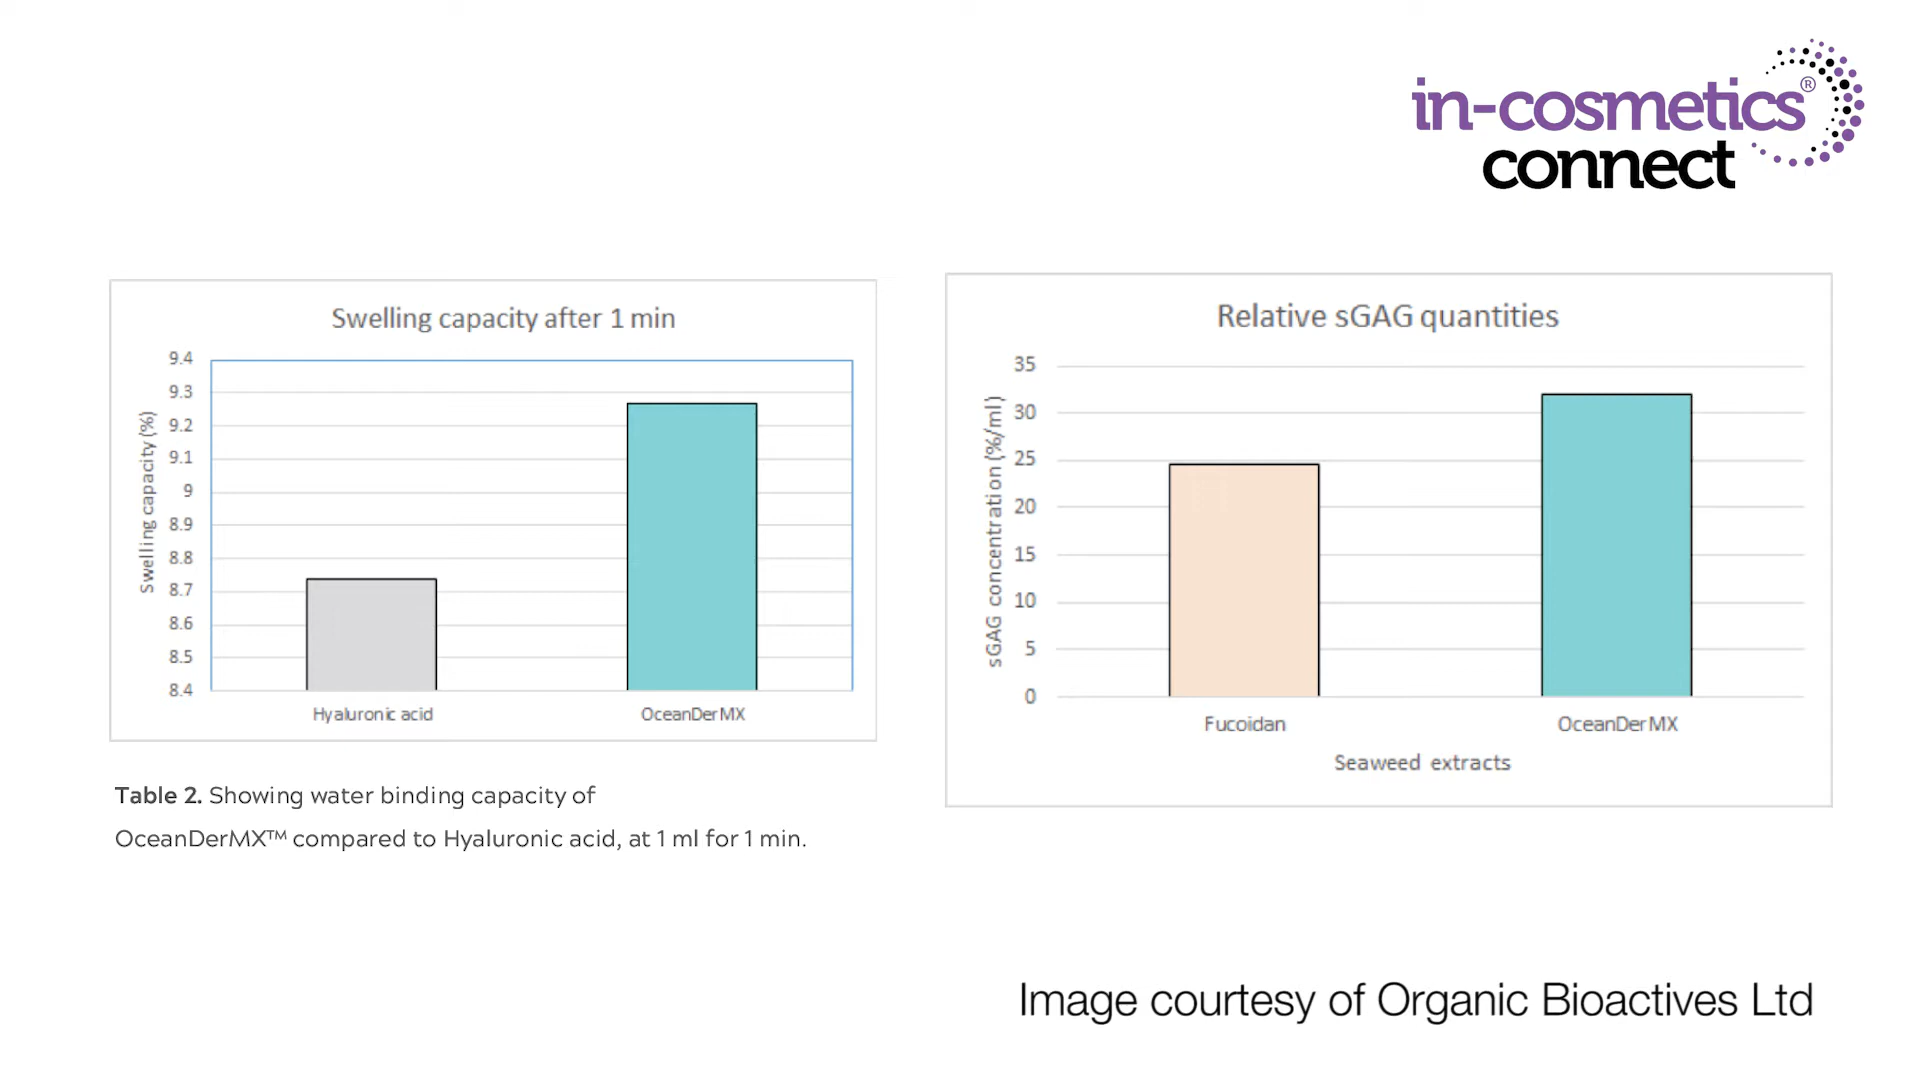 in-cosmetics®
connect
Swelling capacity after 1 min
Swelling capacity (%)
9.4
9.3
9.2
9.1
9
8.9
8.8
8.7
8.6
8.5
8.4
Hyaluronic acid OceanDerMX
Table 2. Showing water binding capacity of
OceanDerMX™ compared to Hyaluronic acid, at 1 ml for 1 min.
Relative sGAG quantities
sGAG concentration (%/ml)
35
30
25
20
15
10
5
0
Fucoidan OceanDerMX
Seaweed extracts
Image courtesy of Organic Bioactives Ltd